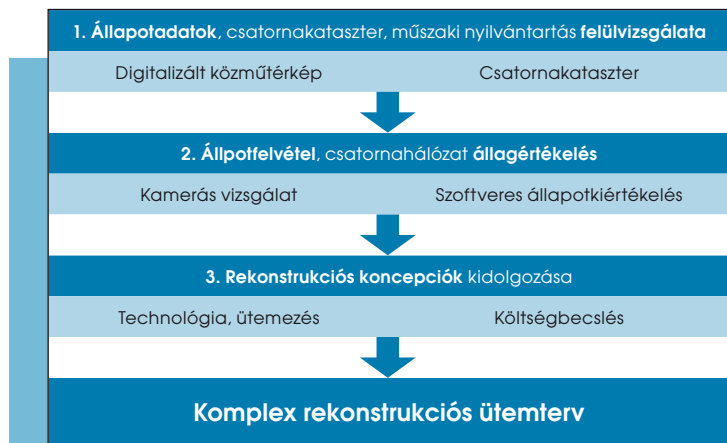 1. Állapotadatok, csatornakataszter, műszaki nyilvántartás felülvizsgálata
Digitalizált közműtérkép Csatornakataszter
2. Állpotfelvétel, csatornahálózat állagértékelés
Kamerás vizsgálat Szoftveres állapotkiértékelés
3. Rekonstrukciós koncepciók kidolgozása
Technológia, ütemezés Költségbecslés
Komplex rekonstrukciós ütemterv